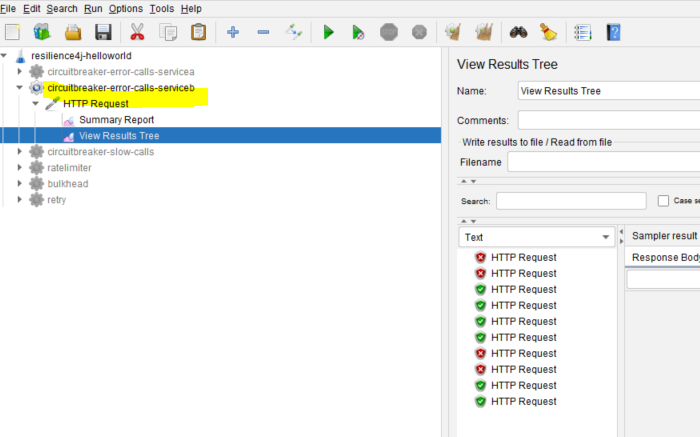 File Edit Search Run Options Tools Help
resilience4j-helloworld
circuitbreaker-error-calls-servicea
circuitbreaker-error-calls-serviceb
HTTP Request
Summary Report
View Results Tree
circuitbreaker-slow-calls
ratelimiter
bulkhead
retry
View Results Tree
Name: View Results Tree
Comments:
Write results to file / Read from file
Filename
Search: Case se
Text
Sampler result
Response Body
HTTP Request
HTTP Request
HTTP Request
HTTP Request
HTTP Request
HTTP Request
HTTP Request
HTTP Request
HTTP Request
HTTP Request